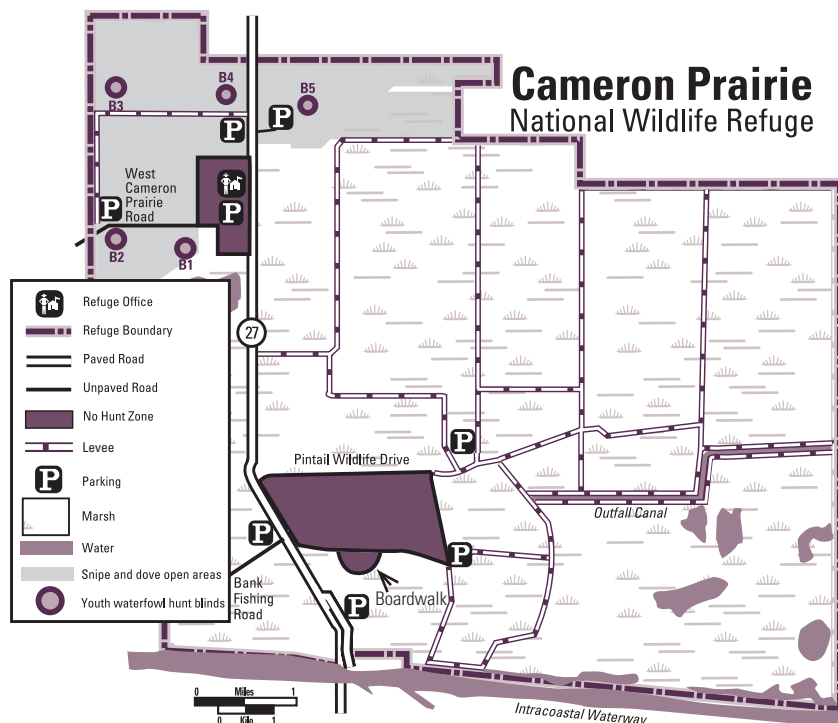 Cameron Prairie
National Wildlife Refuge
B4
B5
B3
P
P
West
Cameron
Prairie
Road
P
P
B2
B1
Refuge Office
Refuge Boundary
27
Paved Road
Unpaved Road
No Hunt Zone
Levee
P
Parking
Marsh
Water
Snipe and dove open areas
Youth waterfowl hunt blinds
P
Pintail Wildlife Drive
Outfall Canal
P
P
Bank
Fishing
Road
Boardwalk
P
0 Miles 1
0 Kilo 1
Intracoastal Waterway